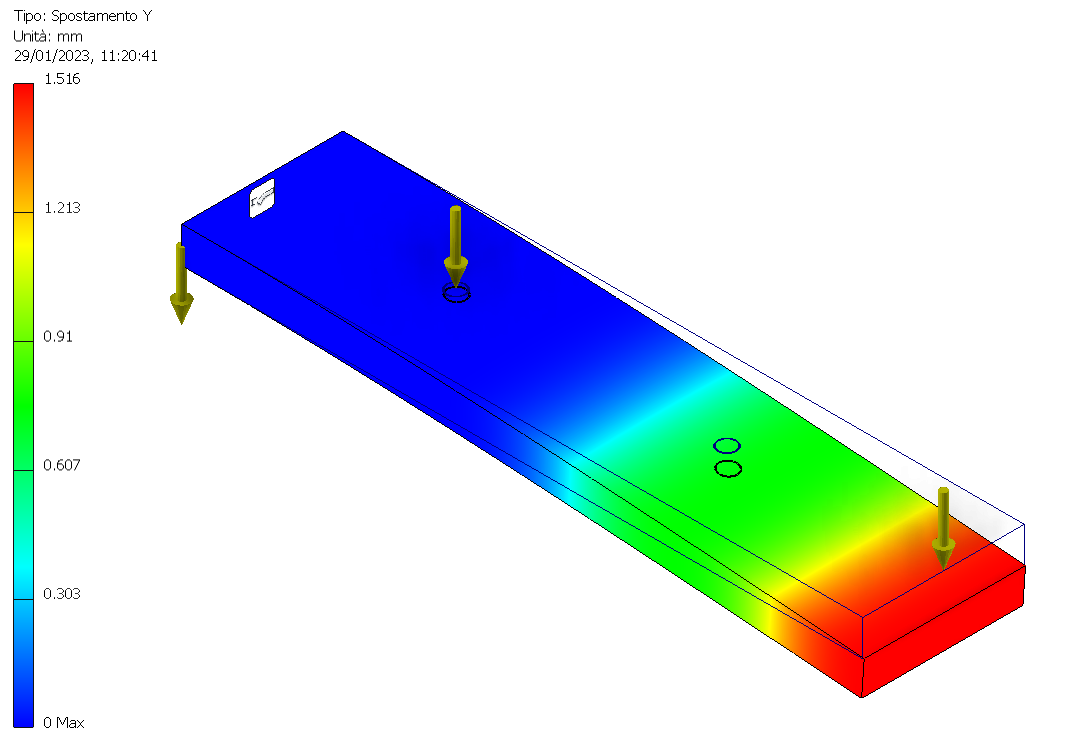 Tipo: Spostamento Y
Unità: mm
29/01/2023, 11:20:41
1.516
1.213
0.91
0.607
0.303
0 Max